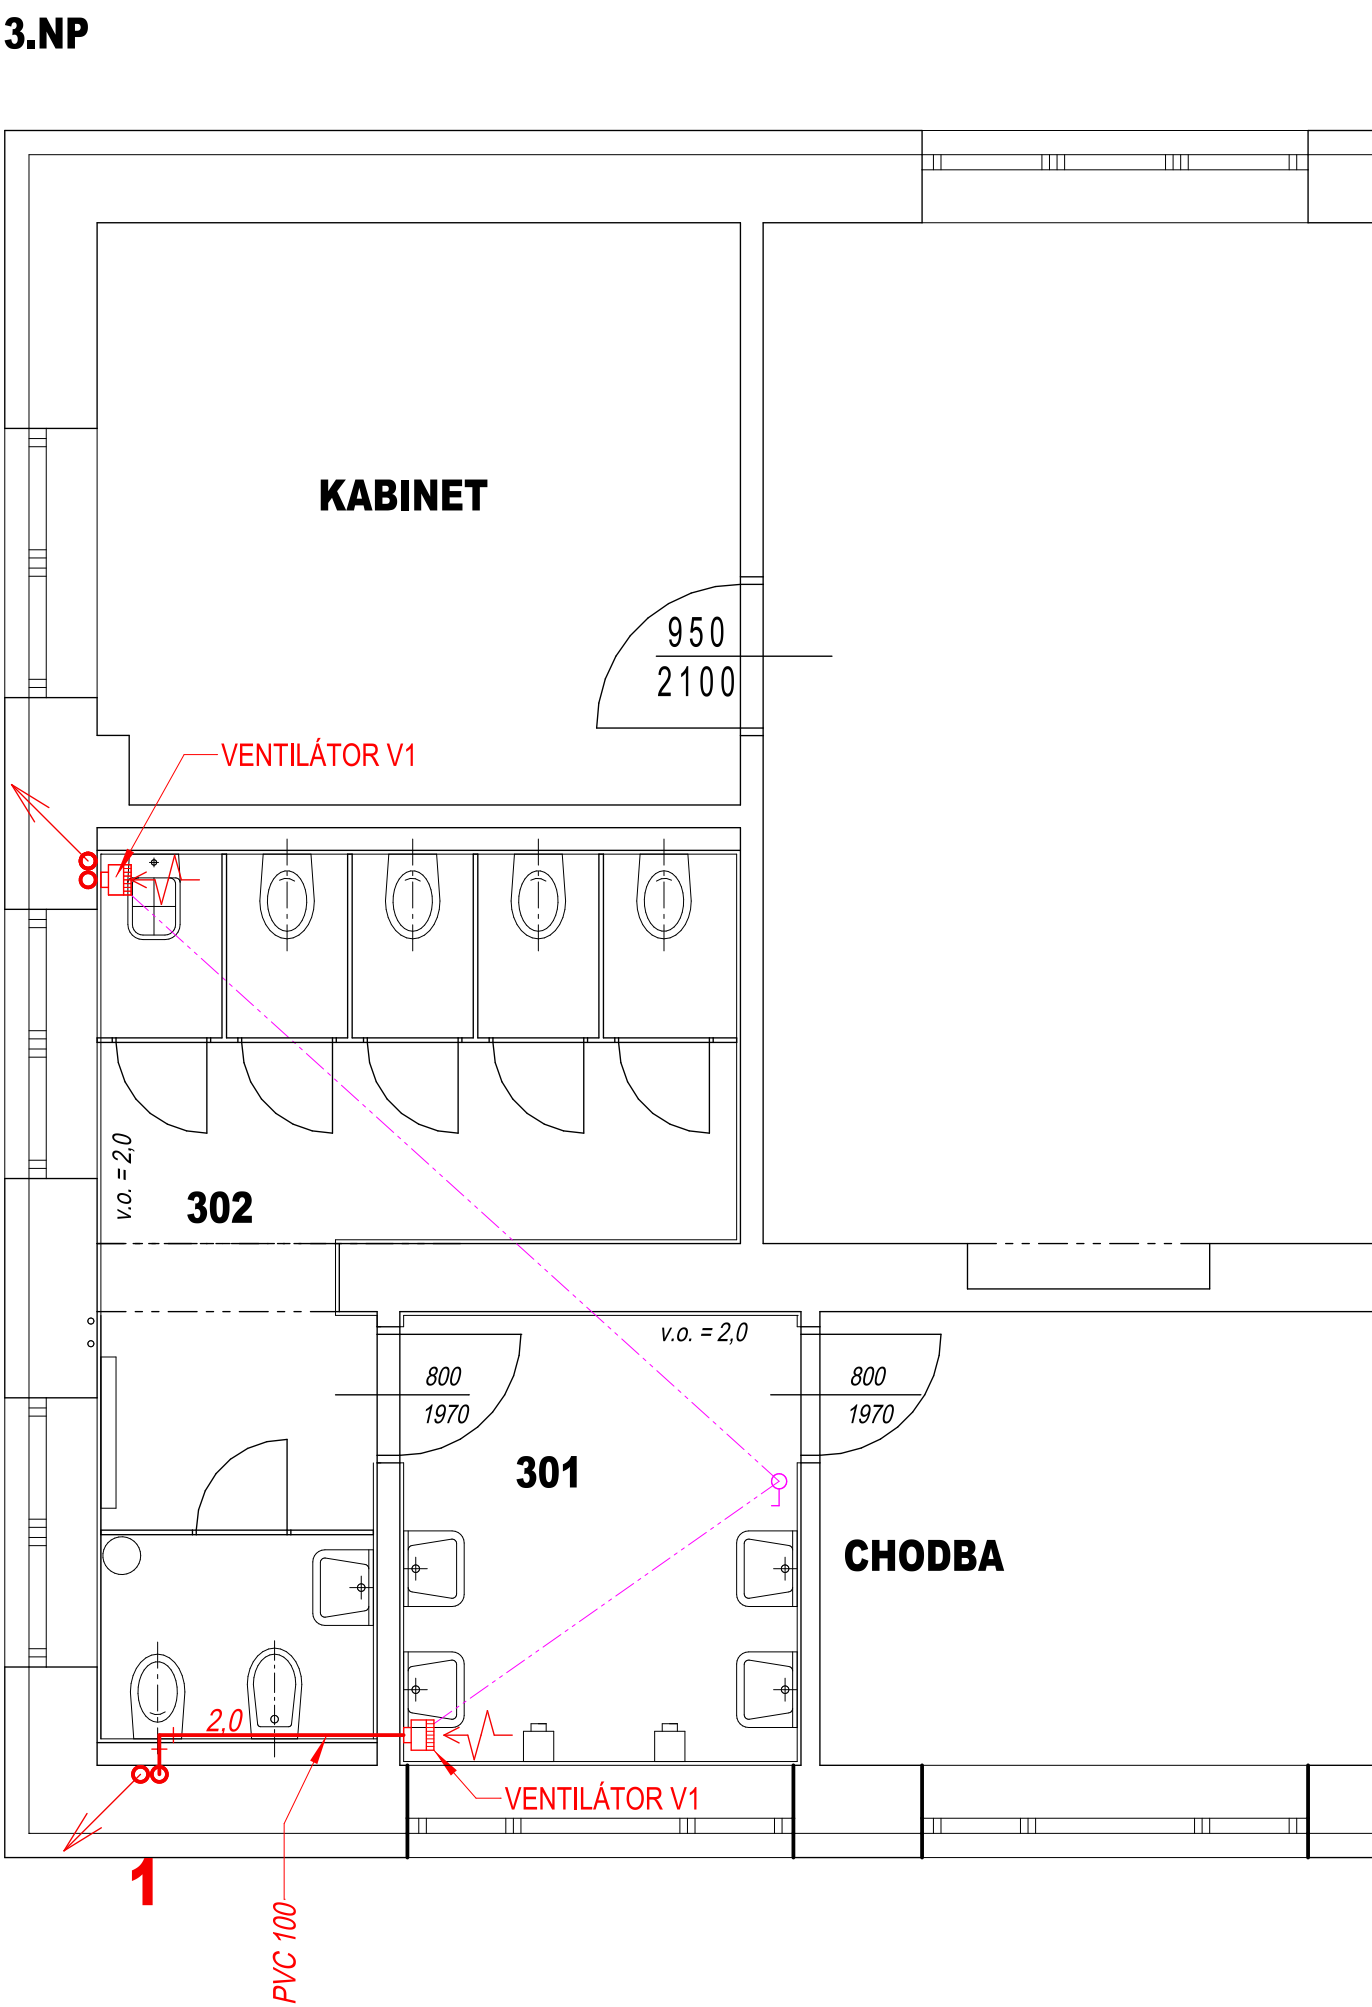 3.NP
KABINET
950
2100
VENTILÁTOR V1
v.o. = 2,0
302
v.o. = 2,0
800
1970
800
1970
301
CHODBA
2,0
VENTILÁTOR V1
1
PVC 100